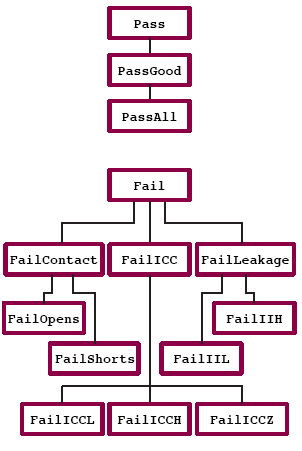 Pass
PassGood
PassAll
Fail
FailContact FailICC FailLeakage
FailOpens FailIIH
FailShorts FailIIL
FailICCL FailICCH FailICCZ